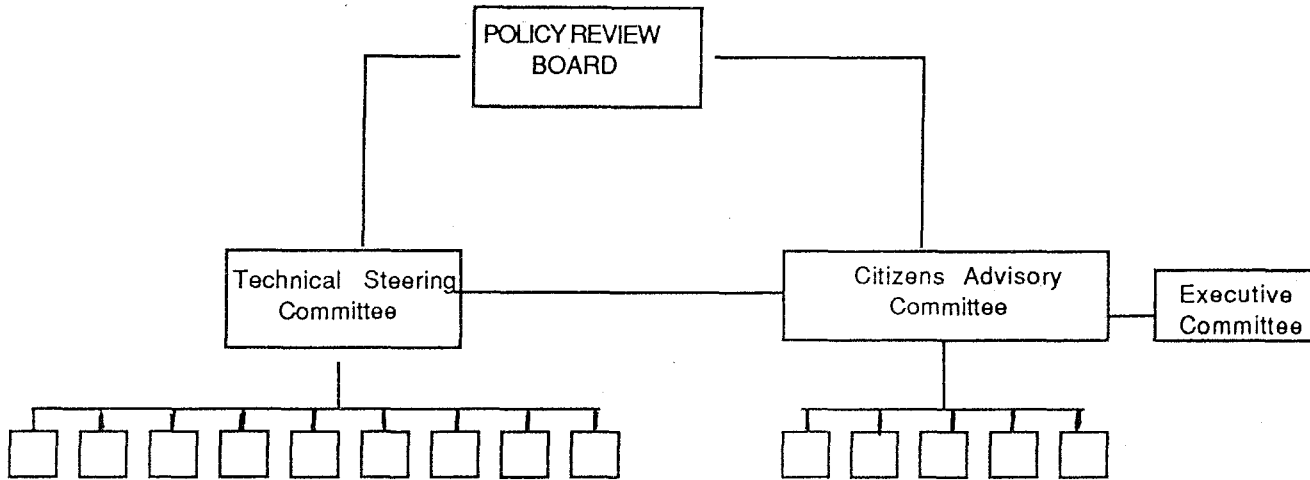 POLICY REVIEW
BOARD
Technical Steering
Committee
Citizens Advisory
Committee
Executive
Committee